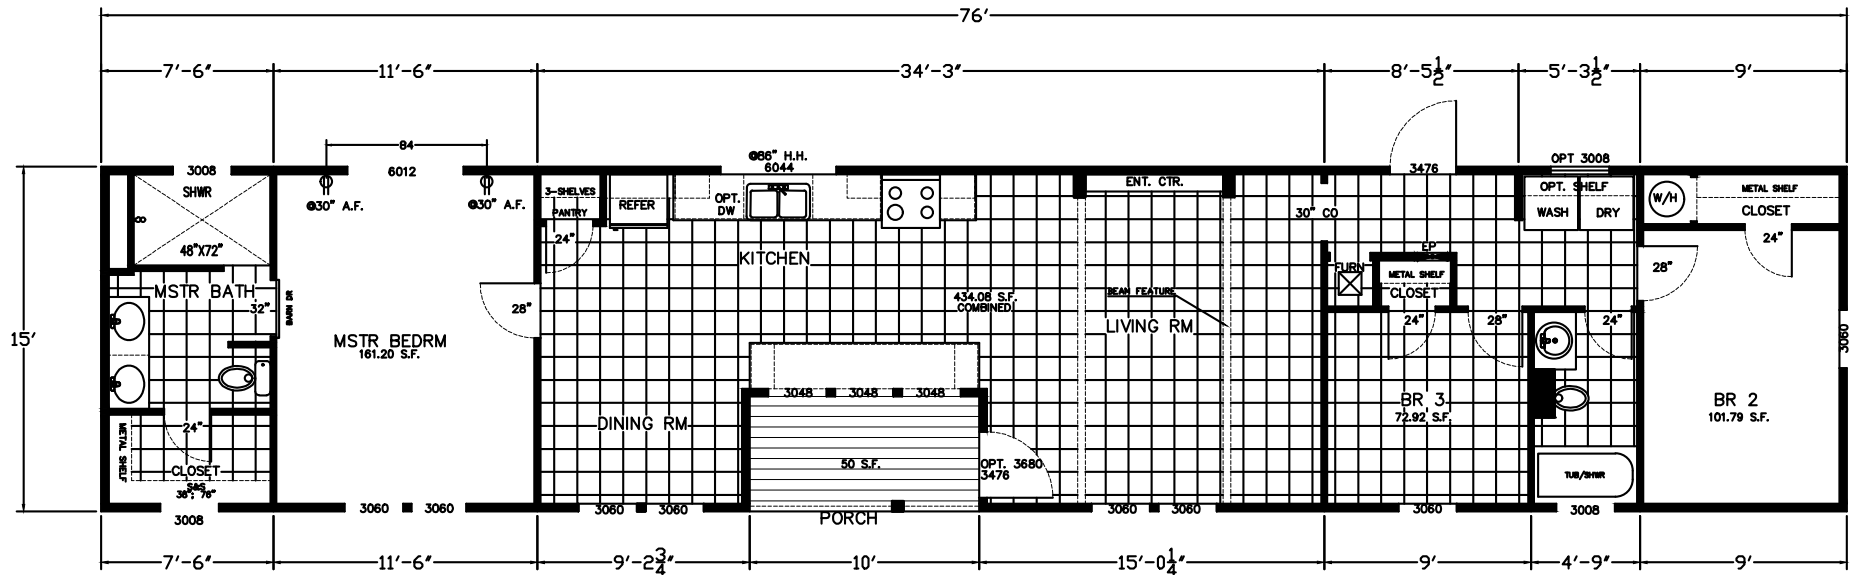 76'
7'-6"
11'-6"
34'-3"
8'-5 1/2"
5'-3 1/2"
9'
84
@86" H.H.
3008
6012
6044
3476
OPT 3008
SHWR
3-SHELVES
OPT.
DW
ENT. CTR.
OPT. SHELF
METAL SHELF
@30" A.F.
@30" A.F.
PANTRY
REFER
30" CO
WASH
DRY
W/H
CLOSET
48"X72"
24"
KITCHEN
EP
24"
28"
FURN
METAL SHELF
CLOSET
MSTR BATH
32"
BARN DR
28"
434.08 S.F.
COMBINED
BEAM FEATURE
LIVING RM
24"
28"
24"
15'
MSTR BEDRM
161.20 S.F.
3060
3048
3048
3048
BR 3
72.92 S.F.
BR 2
101.79 S.F.
DINING RM
METAL SHELF
24"
CLOSET
S&S
38"; 76"
50 S.F.
OPT. 3680
3476
TUB/SHWR
3008
3060
3060
3060
3060
PORCH
3060
3060
3060
3008
7'-6"
11'-6"
9'-2 3/4"
10'
15'-0 1/4"
9'
4'-9"
9'